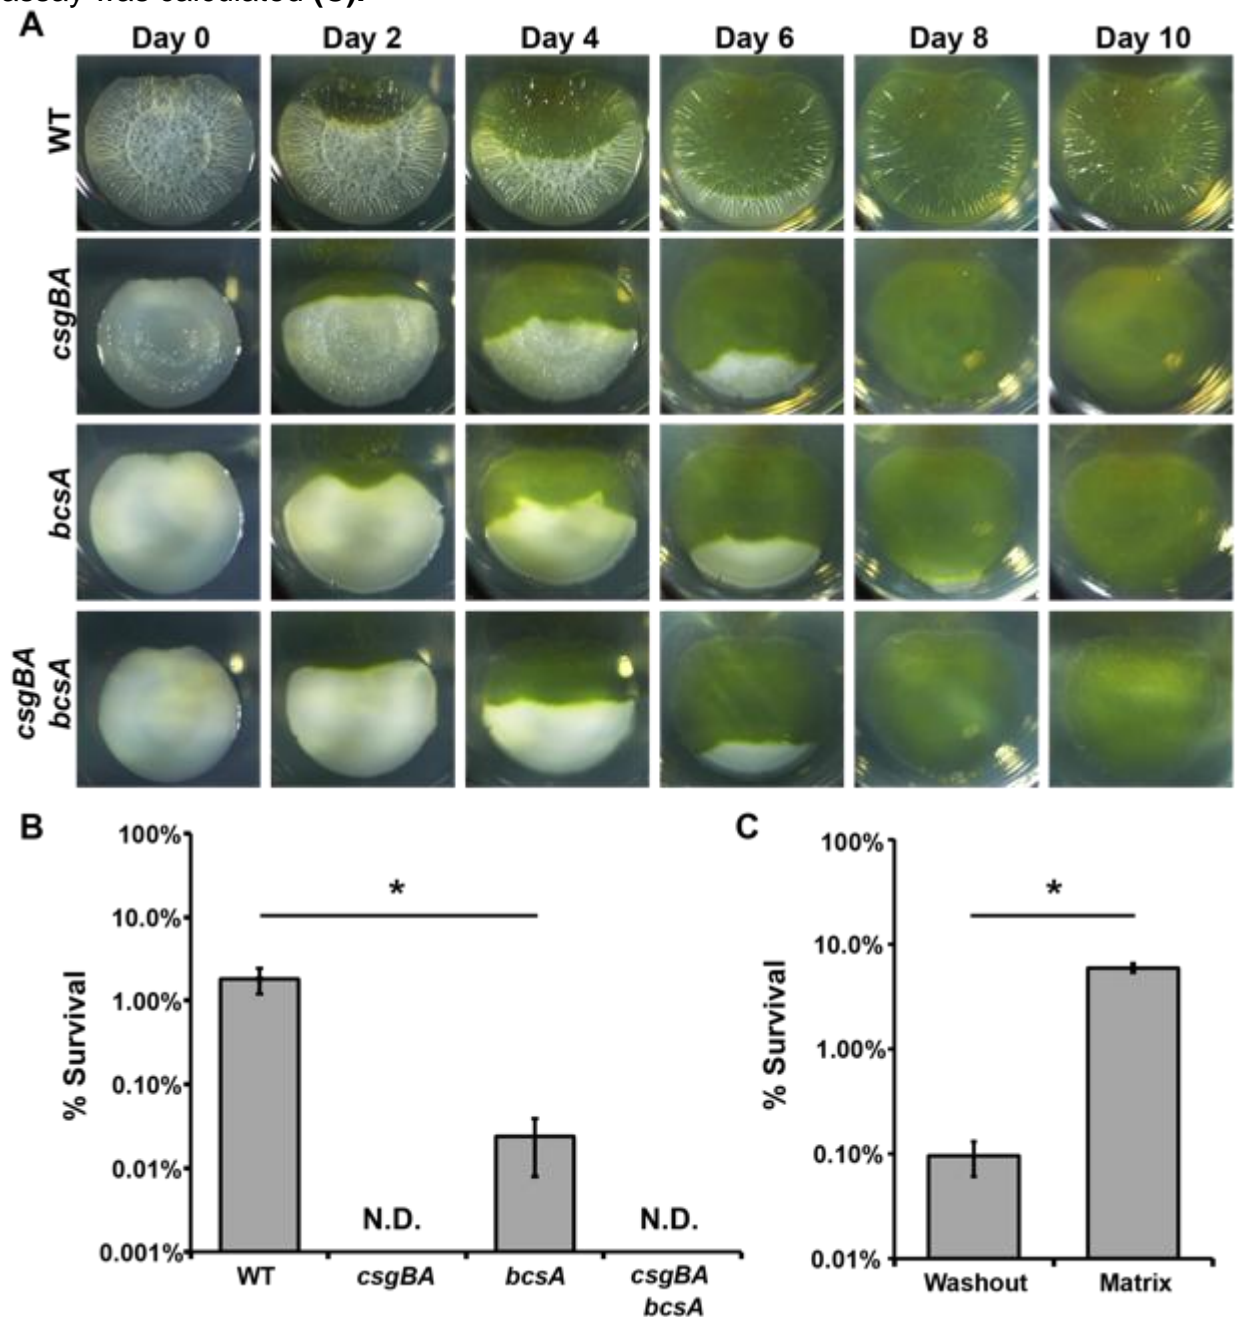 assay was calculated (C).
A
Day 0 Day 2 Day 4 Day 6 Day 8 Day 10
WT
csgBA
bcsA
csgBA
bcsA
B
100%
10.0%
1.00%
0.10%
0.01%
0.001%
% Survival
*
N.D.
N.D.
WT csgBA bcsA csgBA
bcsA
C
100%
10.0%
1.00%
0.10%
0.01%
% Survival
*
Washout Matrix